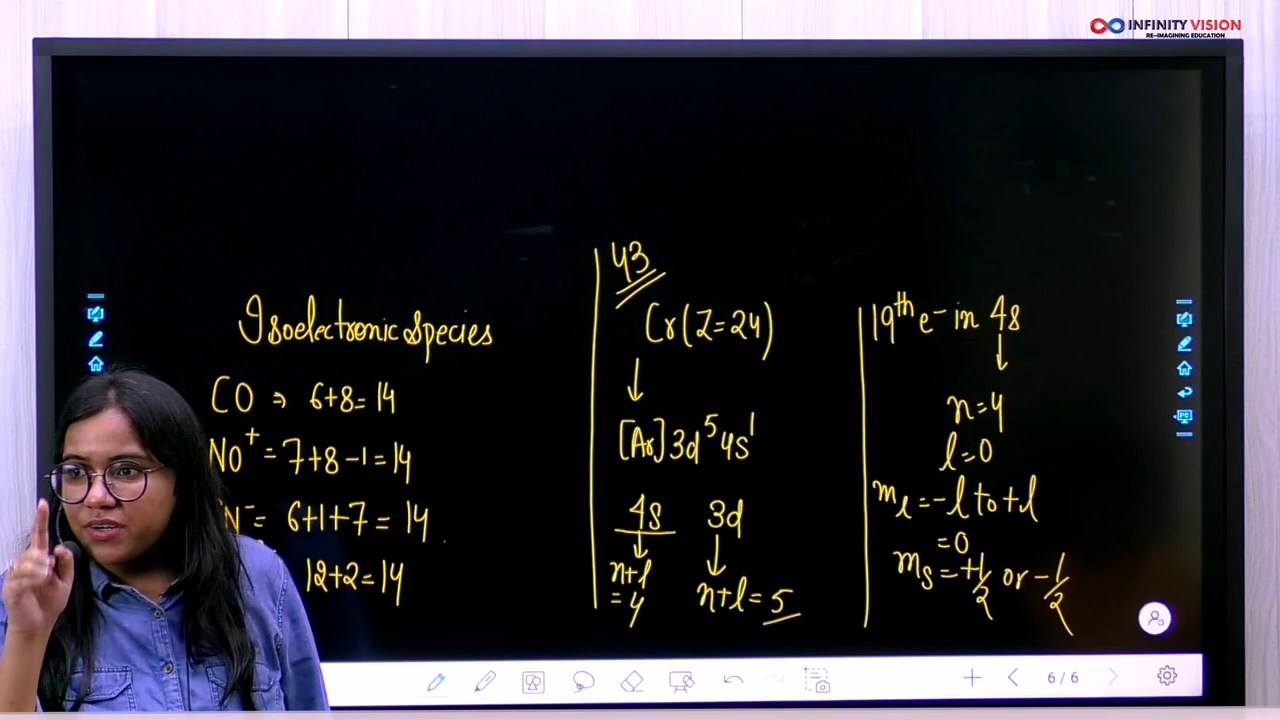 INFINITY VISION
RE-IMAGINING EDUCATION
Isoelectronic Species
CO ⇒ 6+8=14
NO⁺ = 7+8-1=14
N⁻ = 6+1+7 = 14
12+2=14
43
Cr(Z=24)
↓
[Ar]3d⁵4s¹
4s 3d
↓ ↓
n+l n+l = 5
= 4
19th e⁻ in 4s
↓
n=4
l=0
mₗ = -l to +l
=0
mₛ = +1/2 or -1/2
6/6
PC